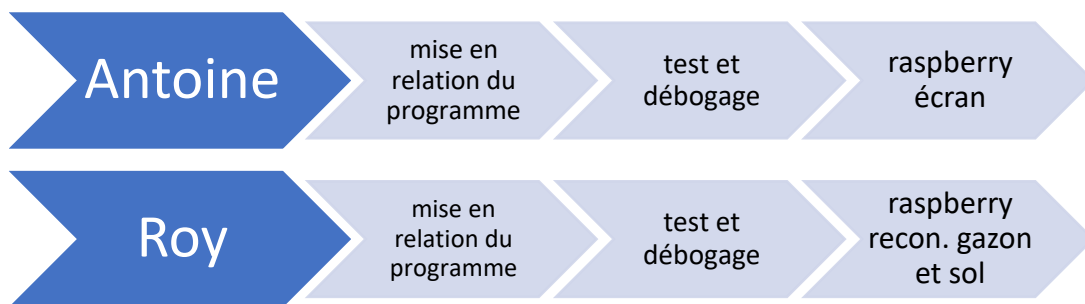 Antoine
mise en
relation du
programme
test et
débogage
raspberry
écran
Roy
mise en
relation du
programme
test et
débogage
raspberry
recon. gazon
et sol